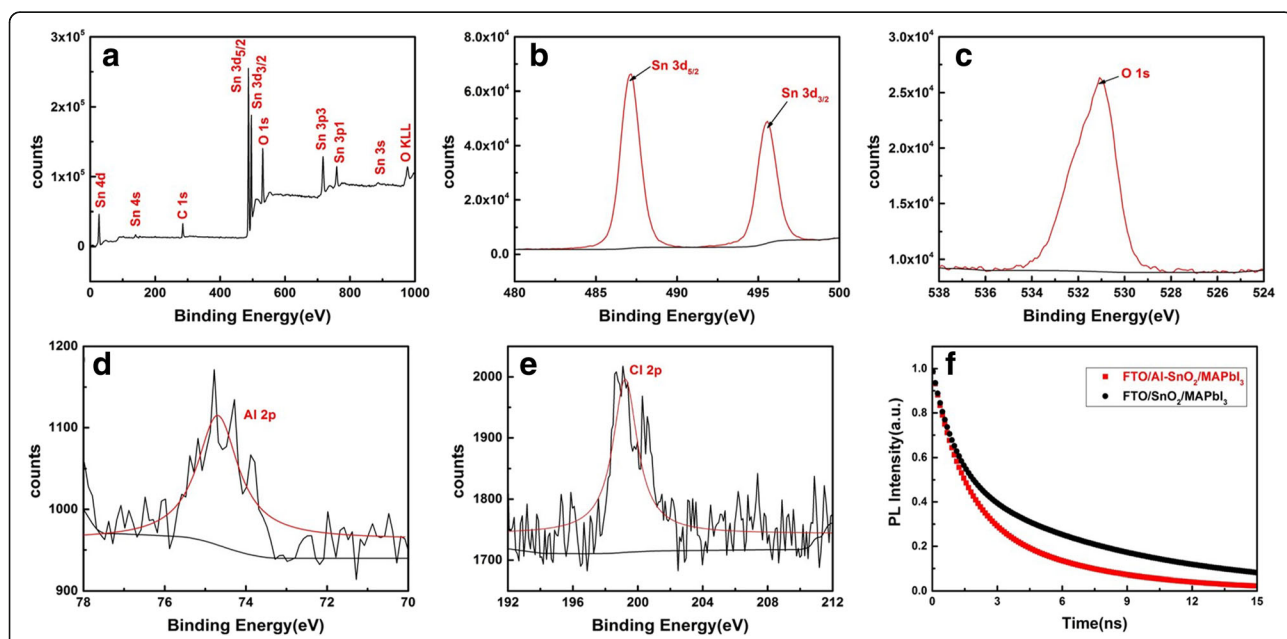 a
3x10⁵
2x10⁵
1x10⁵
0
counts
Sn 4d
Sn 4s
C 1s
Sn 3d5/2
Sn 3d3/2
O 1s
Sn 3p3
Sn 3p1
Sn 3s
O KLL
0 200 400 600 800 1000
Binding Energy(eV)
b
8.0x10⁴
6.0x10⁴
4.0x10⁴
2.0x10⁴
0.0
counts
Sn 3d5/2
Sn 3d3/2
480 485 490 495 500
Binding Energy(eV)
c
3.0x10⁴
2.5x10⁴
2.0x10⁴
1.5x10⁴
1.0x10⁴
counts
O 1s
538 536 534 532 530 528 526 524
Binding Energy(eV)
d
1200
1100
1000
900
counts
Al 2p
78 76 74 72 70
Binding Energy(eV)
e
2000
1900
1800
1700
counts
Cl 2p
192 196 200 204 208 212
Binding Energy(eV)
f
1.0
0.8
0.6
0.4
0.2
0.0
PL Intensity(a.u.)
FTO/Al-SnO₂/MAPbI₃
FTO/SnO₂/MAPbI₃
0 3 6 9 12 15
Time(ns)